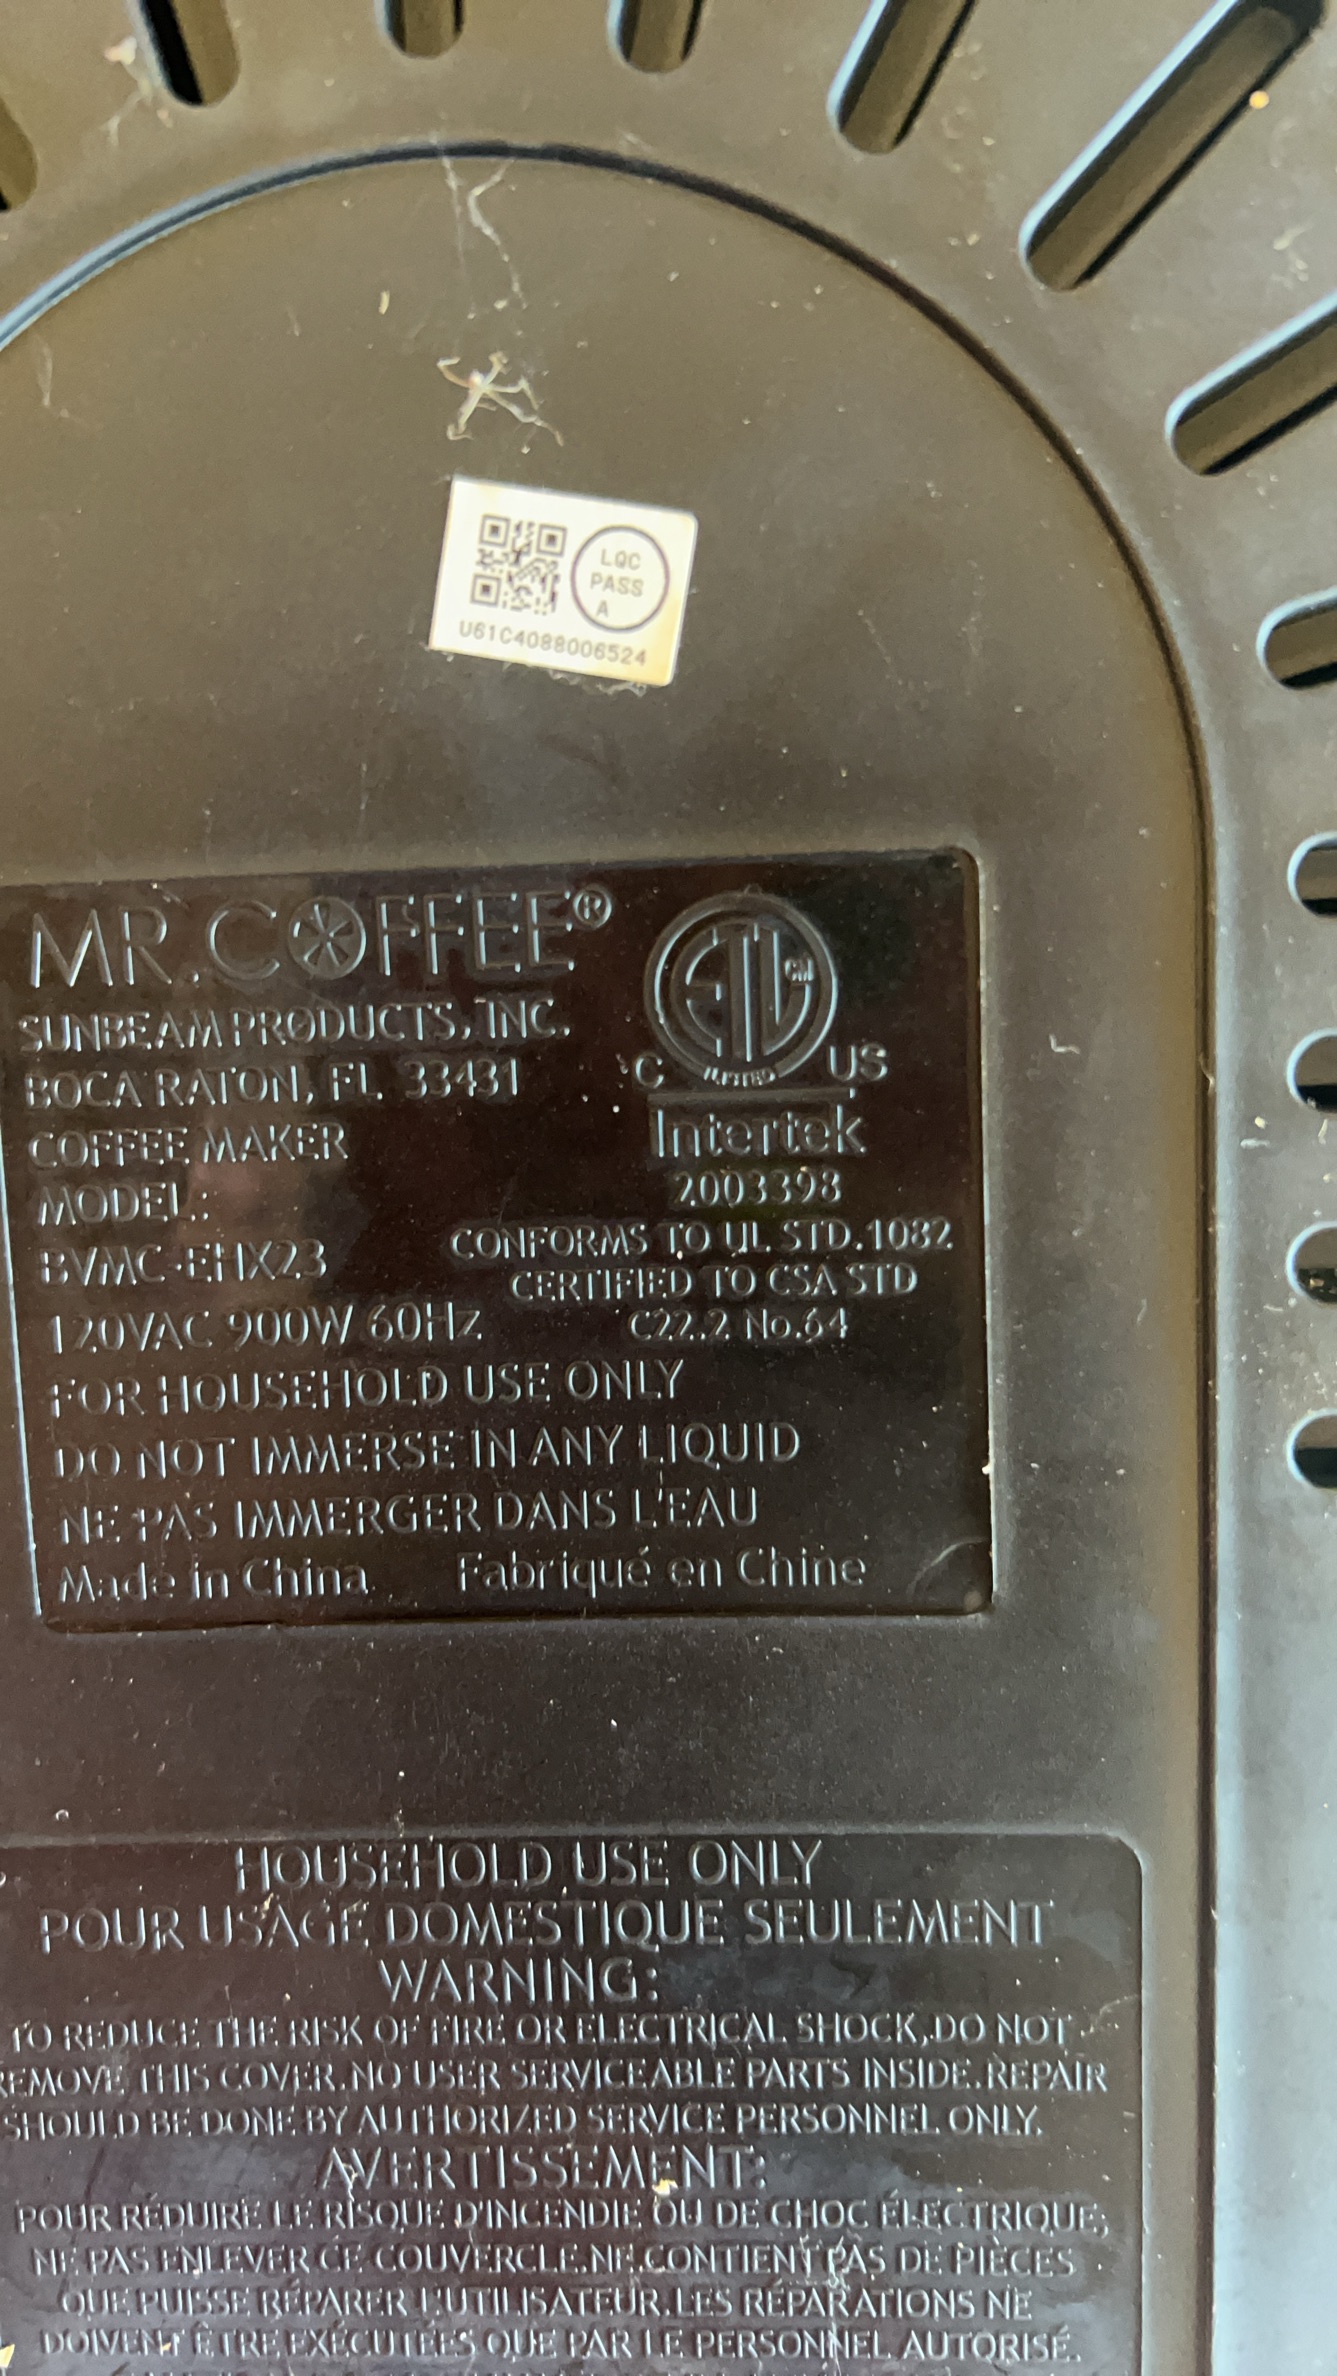 LQC
PASS
A
U61C4088006524
MR. COFFEE®
SUNBEAM PRODUCTS, INC.
BOCA RATON, FL 33431
COFFEE MAKER
MODEL:
BVMC-EHX23
120VAC 900W 60Hz
ETL CM
LISTED
C US
Intertek
2003398
CONFORMS TO UL STD.1082
CERTIFIED TO CSA STD
C22.2 No.64
FOR HOUSEHOLD USE ONLY
DO NOT IMMERSE IN ANY LIQUID
NE PAS IMMERGER DANS L'EAU
Made in China Fabriqué en Chine
HOUSEHOLD USE ONLY
POUR USAGE DOMESTIQUE SEULEMENT
WARNING:
TO REDUCE THE RISK OF FIRE OR ELECTRICAL SHOCK, DO NOT
REMOVE THIS COVER. NO USER SERVICEABLE PARTS INSIDE. REPAIR
SHOULD BE DONE BY AUTHORIZED SERVICE PERSONNEL ONLY.
AVERTISSEMENT:
POUR RÉDUIRE LE RISQUE D'INCENDIE OU DE CHOC ÉLECTRIQUE,
NE PAS ENLEVER CE COUVERCLE. NE CONTIENT PAS DE PIÈCES
QUE PUISSE RÉPARER L'UTILISATEUR. LES RÉPARATIONS NE
DOIVENT ÊTRE EXÉCUTÉES QUE PAR LE PERSONNEL AUTORISÉ.